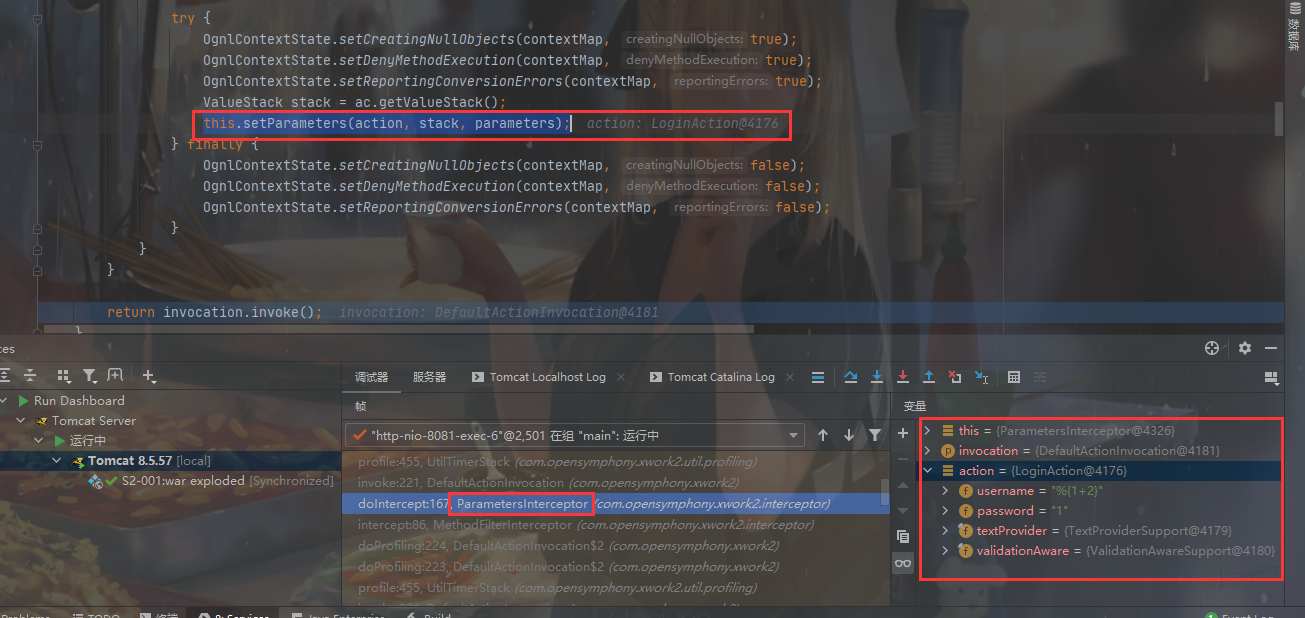 try {
OgnlContextState.setCreatingNullObjects(contextMap, creatingNullObjects: true);
OgnlContextState.setDenyMethodExecution(contextMap, denyMethodExecution: true);
OgnlContextState.setReportingConversionErrors(contextMap, reportingErrors: true);
ValueStack stack = ac.getValueStack();
this.setParameters(action, stack, parameters); action: LoginAction@4176
} finally {
OgnlContextState.setCreatingNullObjects(contextMap, creatingNullObjects: false);
OgnlContextState.setDenyMethodExecution(contextMap, denyMethodExecution: false);
OgnlContextState.setReportingConversionErrors(contextMap, reportingErrors: false);
}
}
}
return invocation.invoke(); invocation: DefaultActionInvocation@4181
数据库
ces
Run Dashboard
Tomcat Server
运行中
Tomcat 8.5.57 [local]
S2-001:war exploded [Synchronized]
调试器 服务器 Tomcat Localhost Log Tomcat Catalina Log
帧
"http-nio-8081-exec-6"@2,501 在组 "main": 运行中
profile:455, UtilTimerStack (com.opensymphony.xwork2.util.profiling)
invoke:221, DefaultActionInvocation (com.opensymphony.xwork2)
doIntercept:167, ParametersInterceptor (com.opensymphony.xwork2.interceptor)
intercept:86, MethodFilterInterceptor (com.opensymphony.xwork2.interceptor)
doProfiling:224, DefaultActionInvocation$2 (com.opensymphony.xwork2)
doProfiling:223, DefaultActionInvocation$2 (com.opensymphony.xwork2)
profile:455, UtilTimerStack (com.opensymphony.xwork2.util.profiling)
变量
this = {ParametersInterceptor@4326}
invocation = {DefaultActionInvocation@4181}
action = {LoginAction@4176}
username = "%{1+2}"
password = "1"
textProvider = {TextProviderSupport@4179}
validationAware = {ValidationAwareSupport@4180}
Problems TODO 终端 8: Services Java Enterprise Build Event Log